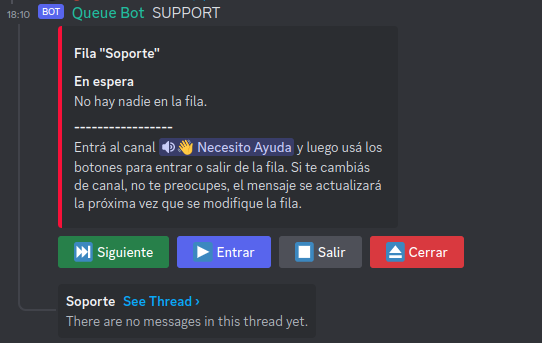 18:10 BOT Queue Bot SUPPORT
Fila "Soporte"
En espera
No hay nadie en la fila.
-----------------
Entrá al canal 🔊👋 Necesito Ayuda y luego usá los
botones para entrar o salir de la fila. Si te cambiás
de canal, no te preocupes, el mensaje se actualizará
la próxima vez que se modifique la fila.
⏭️ Siguiente ▶️ Entrar ⏹️ Salir ⏏️ Cerrar
Soporte See Thread ›
There are no messages in this thread yet.